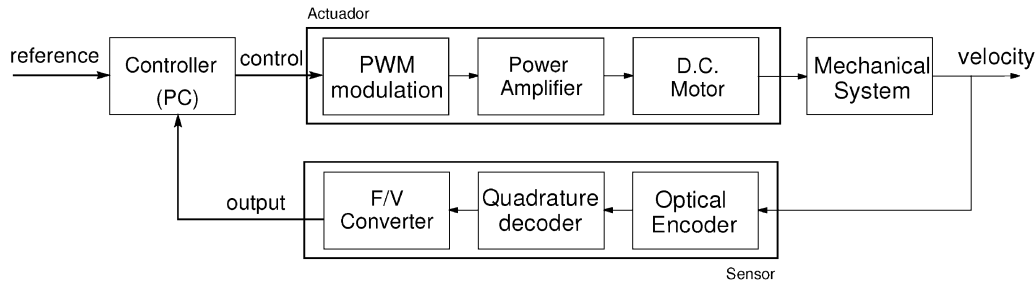 Actuador
reference
Controller
(PC)
control
PWM
modulation
Power
Amplifier
D.C.
Motor
Mechanical
System
velocity
output
F/V
Converter
Quadrature
decoder
Optical
Encoder
Sensor